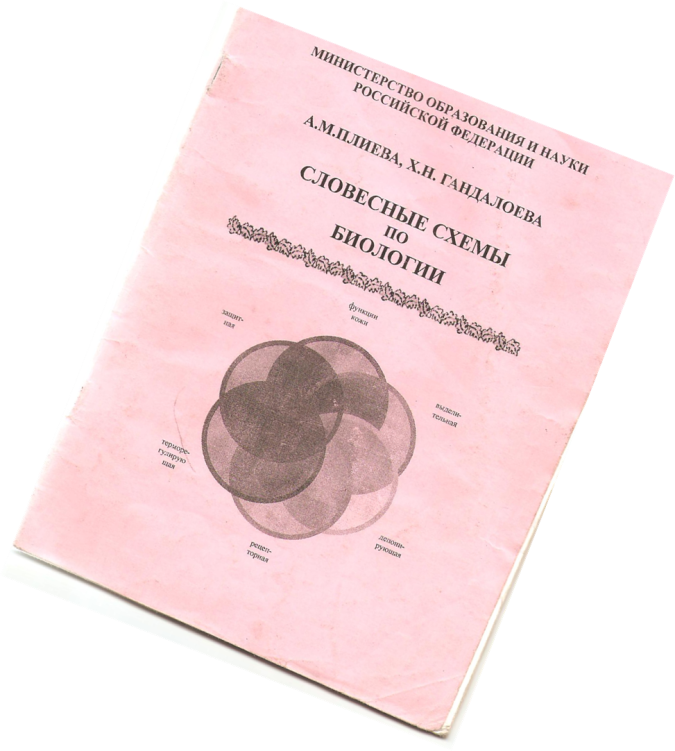 МИНИСТЕРСТВО ОБРАЗОВАНИЯ И НАУКИ
РОССИЙСКОЙ ФЕДЕРАЦИИ
А.М.ПЛИЕВА, Х.Н. ГАНДАЛОЕВА
СЛОВЕСНЫЕ СХЕМЫ
ПО
БИОЛОГИИ
функции
кожи
защит-
ная
выдели-
тельная
терморе-
гулирую
щая
депони-
рующая
рецеп-
торная